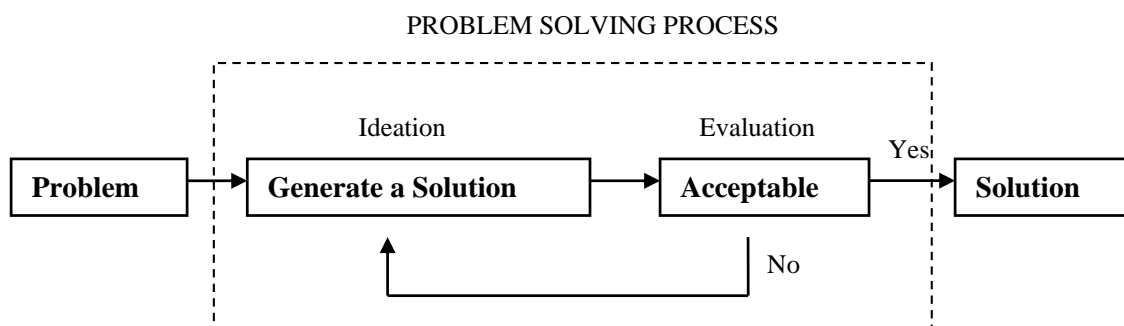 PROBLEM SOLVING PROCESS
Ideation
Evaluation
Yes
Problem
Generate a Solution
Acceptable
Solution
No